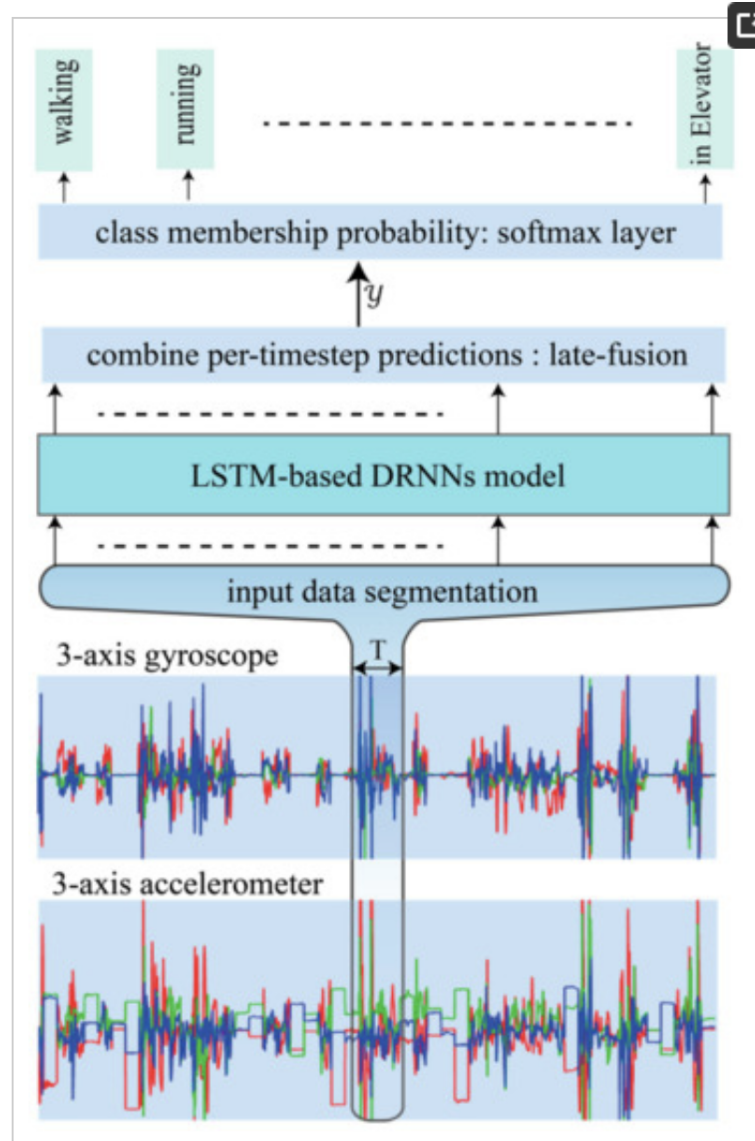 walking
running
in Elevator
class membership probability: softmax layer
y
combine per-timestep predictions : late-fusion
LSTM-based DRNNs model
input data segmentation
T
3-axis gyroscope
3-axis accelerometer